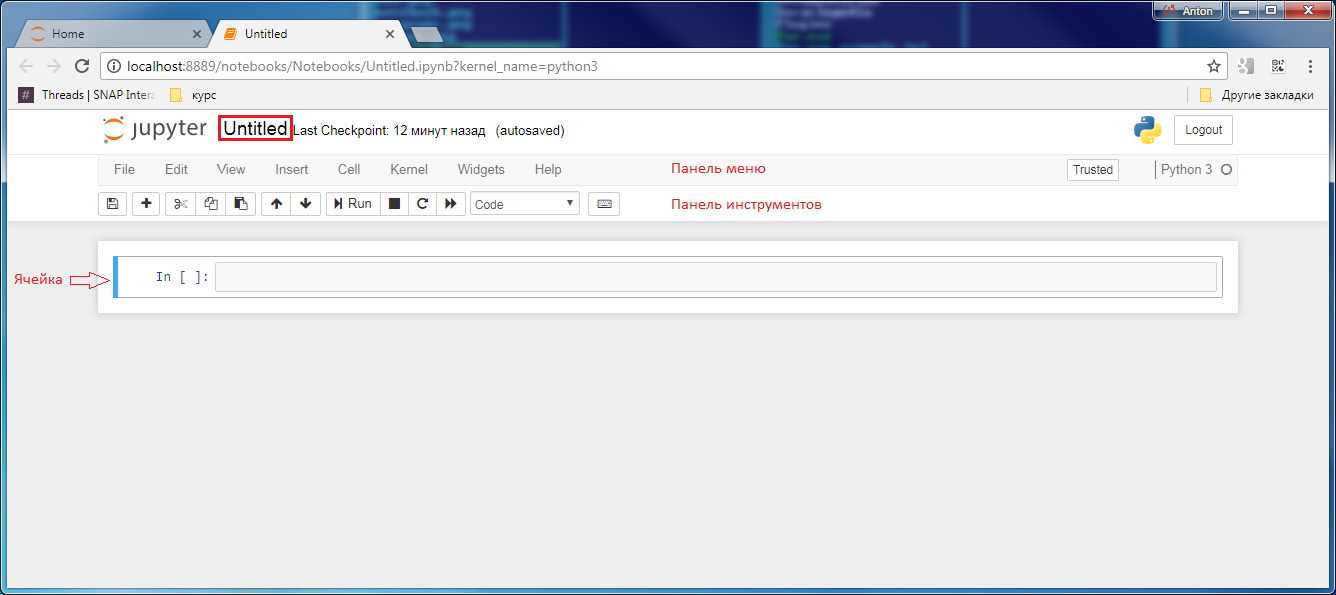 Anton
Home
Untitled
localhost:8889/notebooks/Notebooks/Untitled.ipynb?kernel_name=python3
# Threads | SNAP Intera
курс
Другие закладки
jupyter Untitled Last Checkpoint: 12 минут назад (autosaved)
Logout
File Edit View Insert Cell Kernel Widgets Help
Панель меню
Trusted
Python 3
Run
Code
Панель инструментов
Ячейка
In [ ]: